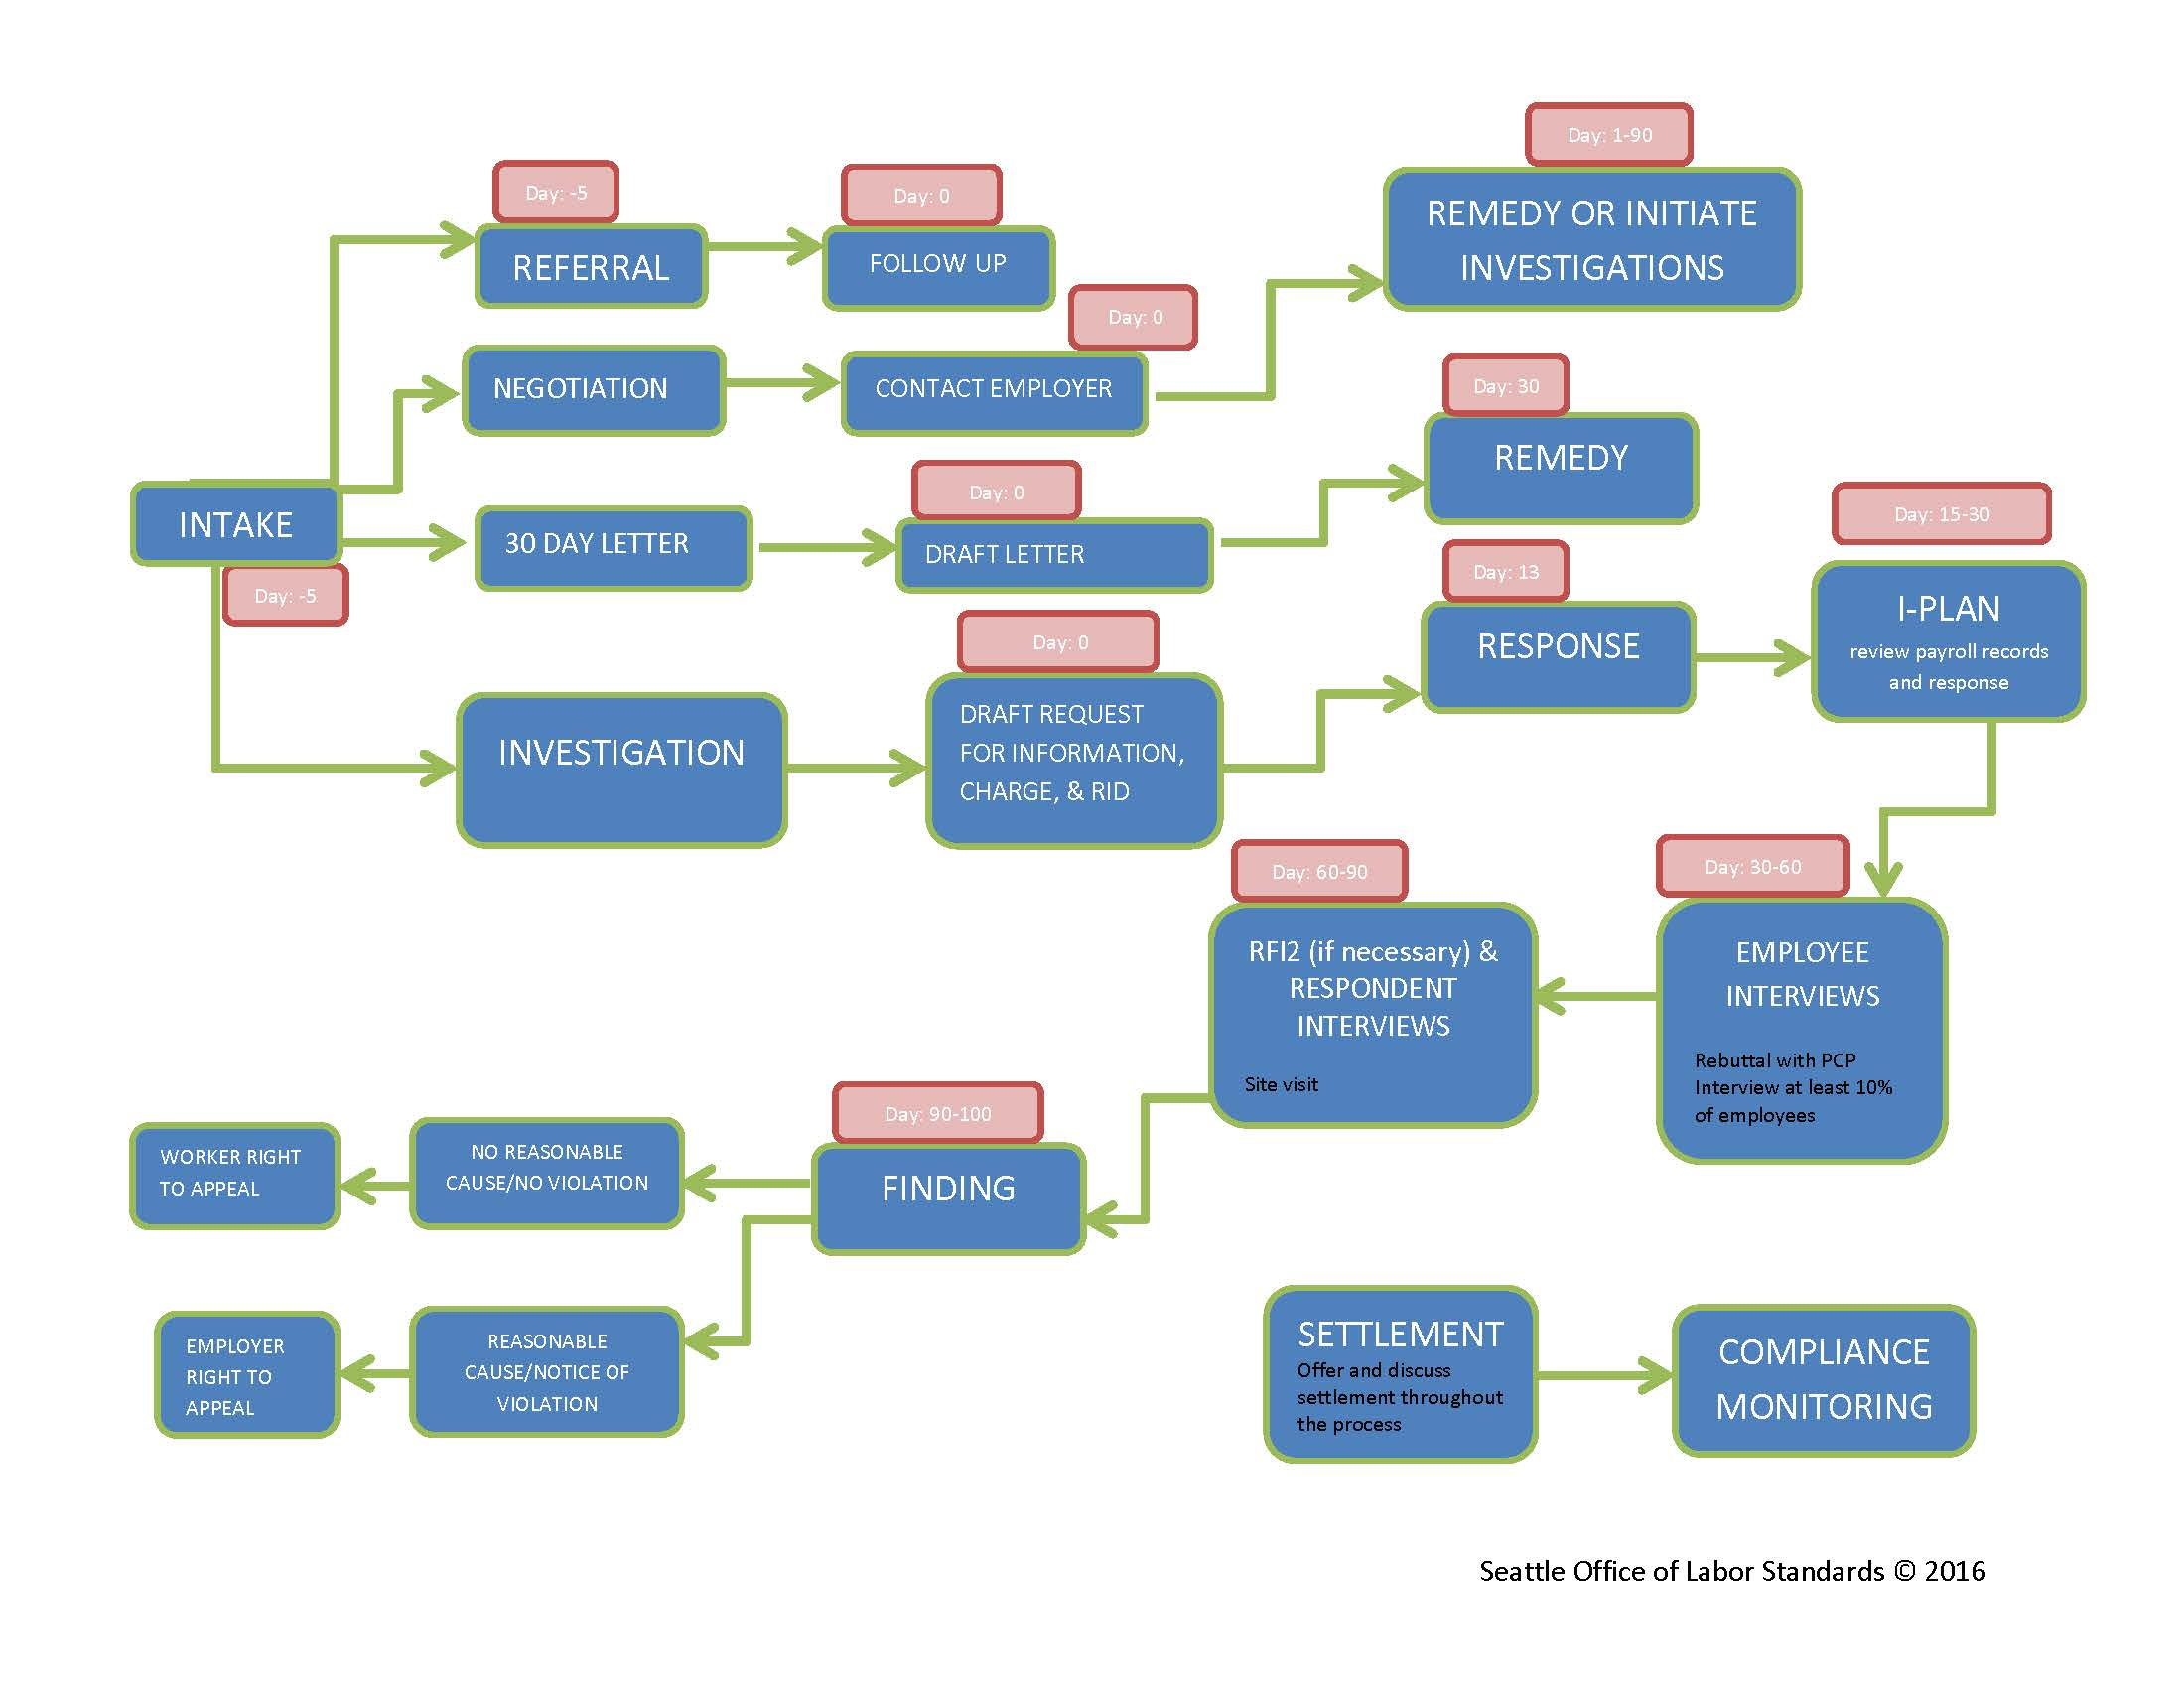 Day: 1-90
REMEDY OR INITIATE
INVESTIGATIONS
Day: -5
REFERRAL
Day: 0
FOLLOW UP
Day: 0
NEGOTIATION
CONTACT EMPLOYER
Day: 30
REMEDY
INTAKE
Day: -5
30 DAY LETTER
Day: 0
DRAFT LETTER
Day: 13
RESPONSE
Day: 15-30
I-PLAN
review payroll records
and response
INVESTIGATION
Day: 0
DRAFT REQUEST
FOR INFORMATION,
CHARGE, & RID
Day: 30-60
EMPLOYEE
INTERVIEWS
Rebuttal with PCP
Interview at least 10%
of employees
Day: 60-90
RFI2 (if necessary) &
RESPONDENT
INTERVIEWS
Site visit
Day: 90-100
FINDING
NO REASONABLE
CAUSE/NO VIOLATION
WORKER RIGHT
TO APPEAL
REASONABLE
CAUSE/NOTICE OF
VIOLATION
EMPLOYER
RIGHT TO
APPEAL
SETTLEMENT
Offer and discuss
settlement throughout
the process
COMPLIANCE
MONITORING
Seattle Office of Labor Standards © 2016